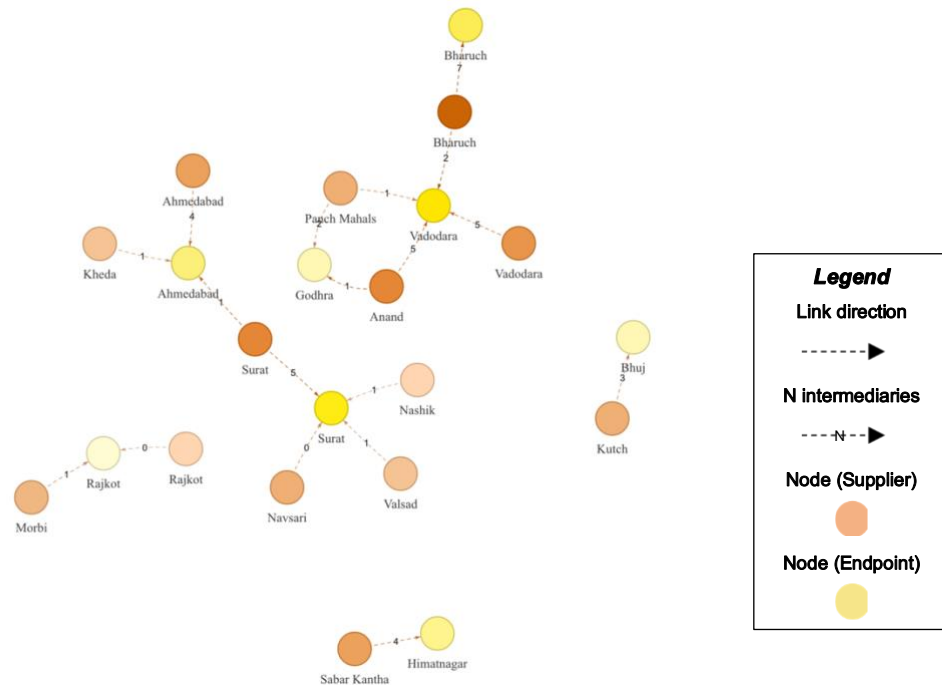 Bharuch
7
Bharuch
2
Ahmedabad
4
Panch Mahals
1
Vadodara
2
5
5
Vadodara
Kheda
1
Ahmedabad
Godhra
1
Anand
1
Surat
5
Nashik
1
Surat
0
1
Navsari
Valsad
Bhuj
3
Kutch
Rajkot
0
Rajkot
1
Morbi
4
Sabar Kantha
Himatnagar
Legend
Link direction
N intermediaries
N
Node (Supplier)
Node (Endpoint)